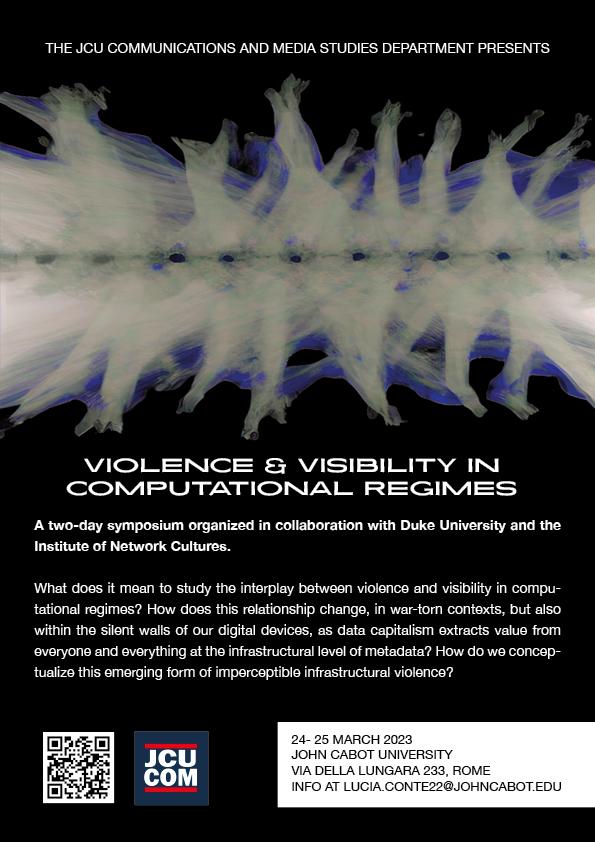 THE JCU COMMUNICATIONS AND MEDIA STUDIES DEPARTMENT PRESENTS
VIOLENCE & VISIBILITY IN
COMPUTATIONAL REGIMES
A two-day symposium organized in collaboration with Duke University and the
Institute of Network Cultures.
What does it mean to study the interplay between violence and visibility in compu-
tational regimes? How does this relationship change, in war-torn contexts, but also
within the silent walls of our digital devices, as data capitalism extracts value from
everyone and everything at the infrastructural level of metadata? How do we concep-
tualize this emerging form of imperceptible infrastructural violence?
JCU
COM
24- 25 MARCH 2023
JOHN CABOT UNIVERSITY
VIA DELLA LUNGARA 233, ROME
INFO AT LUCIA.CONTE22@JOHNCABOT.EDU